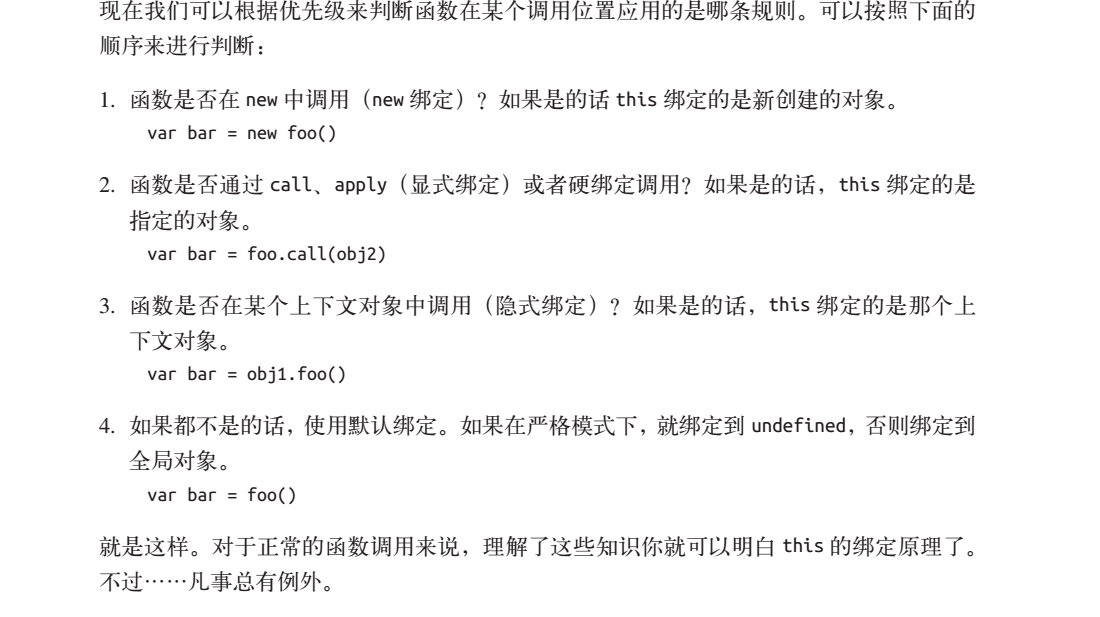 现在我们可以根据优先级来判断函数在某个调用位置应用的是哪条规则。可以按照下面的
顺序来进行判断：
1. 函数是否在 new 中调用（new 绑定）？如果是的话 this 绑定的是新创建的对象。
var bar = new foo()
2. 函数是否通过 call、apply（显式绑定）或者硬绑定调用？如果是的话，this 绑定的是
指定的对象。
var bar = foo.call(obj2)
3. 函数是否在某个上下文对象中调用（隐式绑定）？如果是的话，this 绑定的是那个上
下文对象。
var bar = obj1.foo()
4. 如果都不是的话，使用默认绑定。如果在严格模式下，就绑定到 undefined，否则绑定到
全局对象。
var bar = foo()
就是这样。对于正常的函数调用来说，理解了这些知识你就可以明白 this 的绑定原理了。
不过……凡事总有例外。